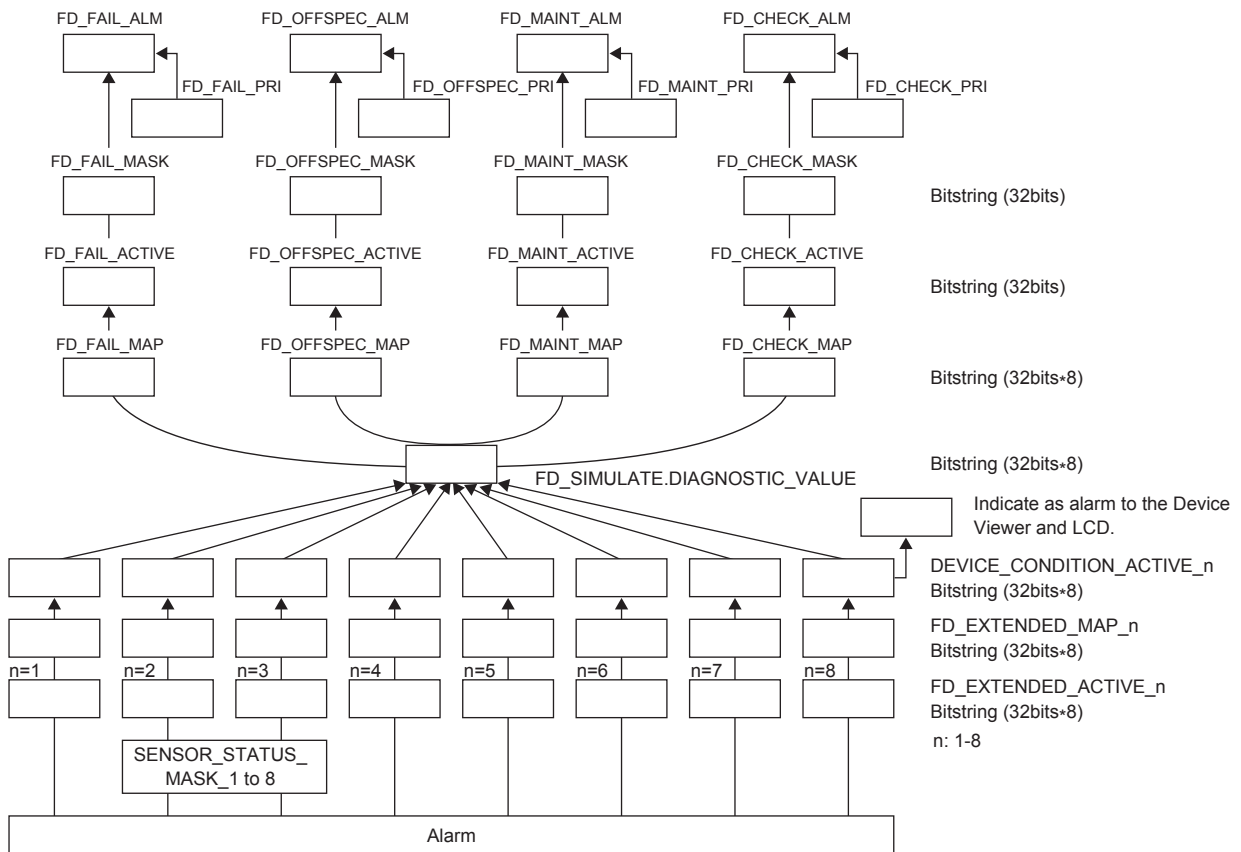 FD_FAIL_ALM FD_OFFSPEC_ALM FD_MAINT_ALM FD_CHECK_ALM
FD_FAIL_PRI FD_OFFSPEC_PRI FD_MAINT_PRI FD_CHECK_PRI
FD_FAIL_MASK FD_OFFSPEC_MASK FD_MAINT_MASK FD_CHECK_MASK
Bitstring (32bits)
FD_FAIL_ACTIVE FD_OFFSPEC_ACTIVE FD_MAINT_ACTIVE FD_CHECK_ACTIVE
Bitstring (32bits)
FD_FAIL_MAP FD_OFFSPEC_MAP FD_MAINT_MAP FD_CHECK_MAP
Bitstring (32bits*8)
Bitstring (32bits*8)
FD_SIMULATE.DIAGNOSTIC_VALUE
Indicate as alarm to the Device
Viewer and LCD.
DEVICE_CONDITION_ACTIVE_n
Bitstring (32bits*8)
FD_EXTENDED_MAP_n
Bitstring (32bits*8)
n=1 n=2 n=3 n=4 n=5 n=6 n=7 n=8
FD_EXTENDED_ACTIVE_n
Bitstring (32bits*8)
n: 1-8
SENSOR_STATUS_
MASK_1 to 8
Alarm